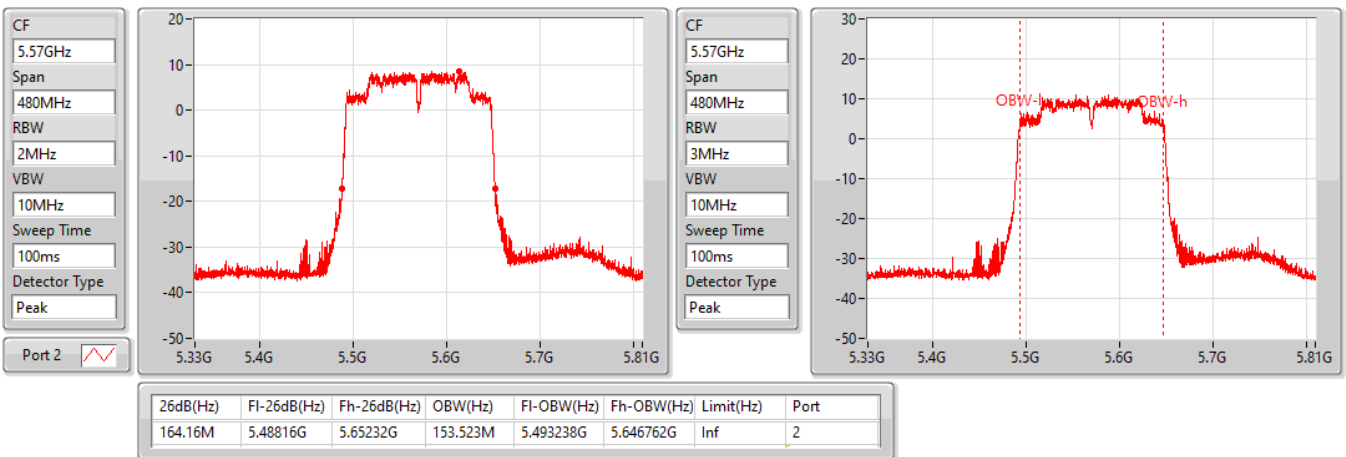 CF
5.57GHz
Span
480MHz
RBW
2MHz
VBW
10MHz
Sweep Time
100ms
Detector Type
Peak
Port 2
20
10
0
-10
-20
-30
-40
-50
5.33G 5.4G 5.5G 5.6G 5.7G 5.81G
CF
5.57GHz
Span
480MHz
RBW
3MHz
VBW
10MHz
Sweep Time
100ms
Detector Type
Peak
30
20
10
0
-10
-20
-30
-40
-50
OBW-l OBW-h
5.33G 5.4G 5.5G 5.6G 5.7G 5.81G
26dB(Hz) Fl-26dB(Hz) Fh-26dB(Hz) OBW(Hz) Fl-OBW(Hz) Fh-OBW(Hz) Limit(Hz) Port
164.16M 5.48816G 5.65232G 153.523M 5.493238G 5.646762G Inf 2